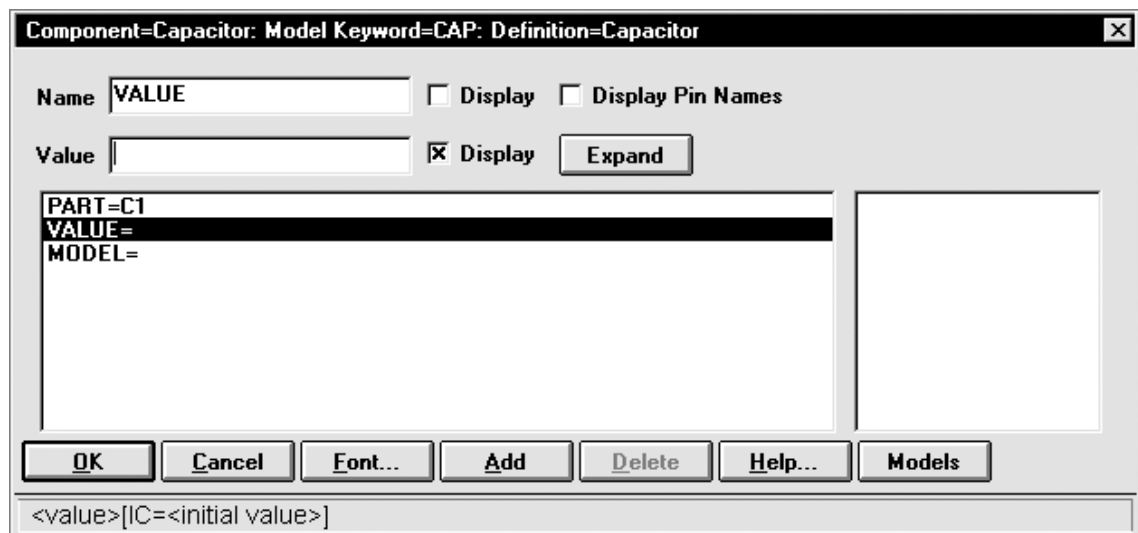 Component=Capacitor: Model Keyword=CAP: Definition=Capacitor
Name VALUE Display Display Pin Names
Value Display Expand
PART=C1
VALUE=
MODEL=
OK Cancel Font... Add Delete Help... Models
<value>[IC=<initial value>]